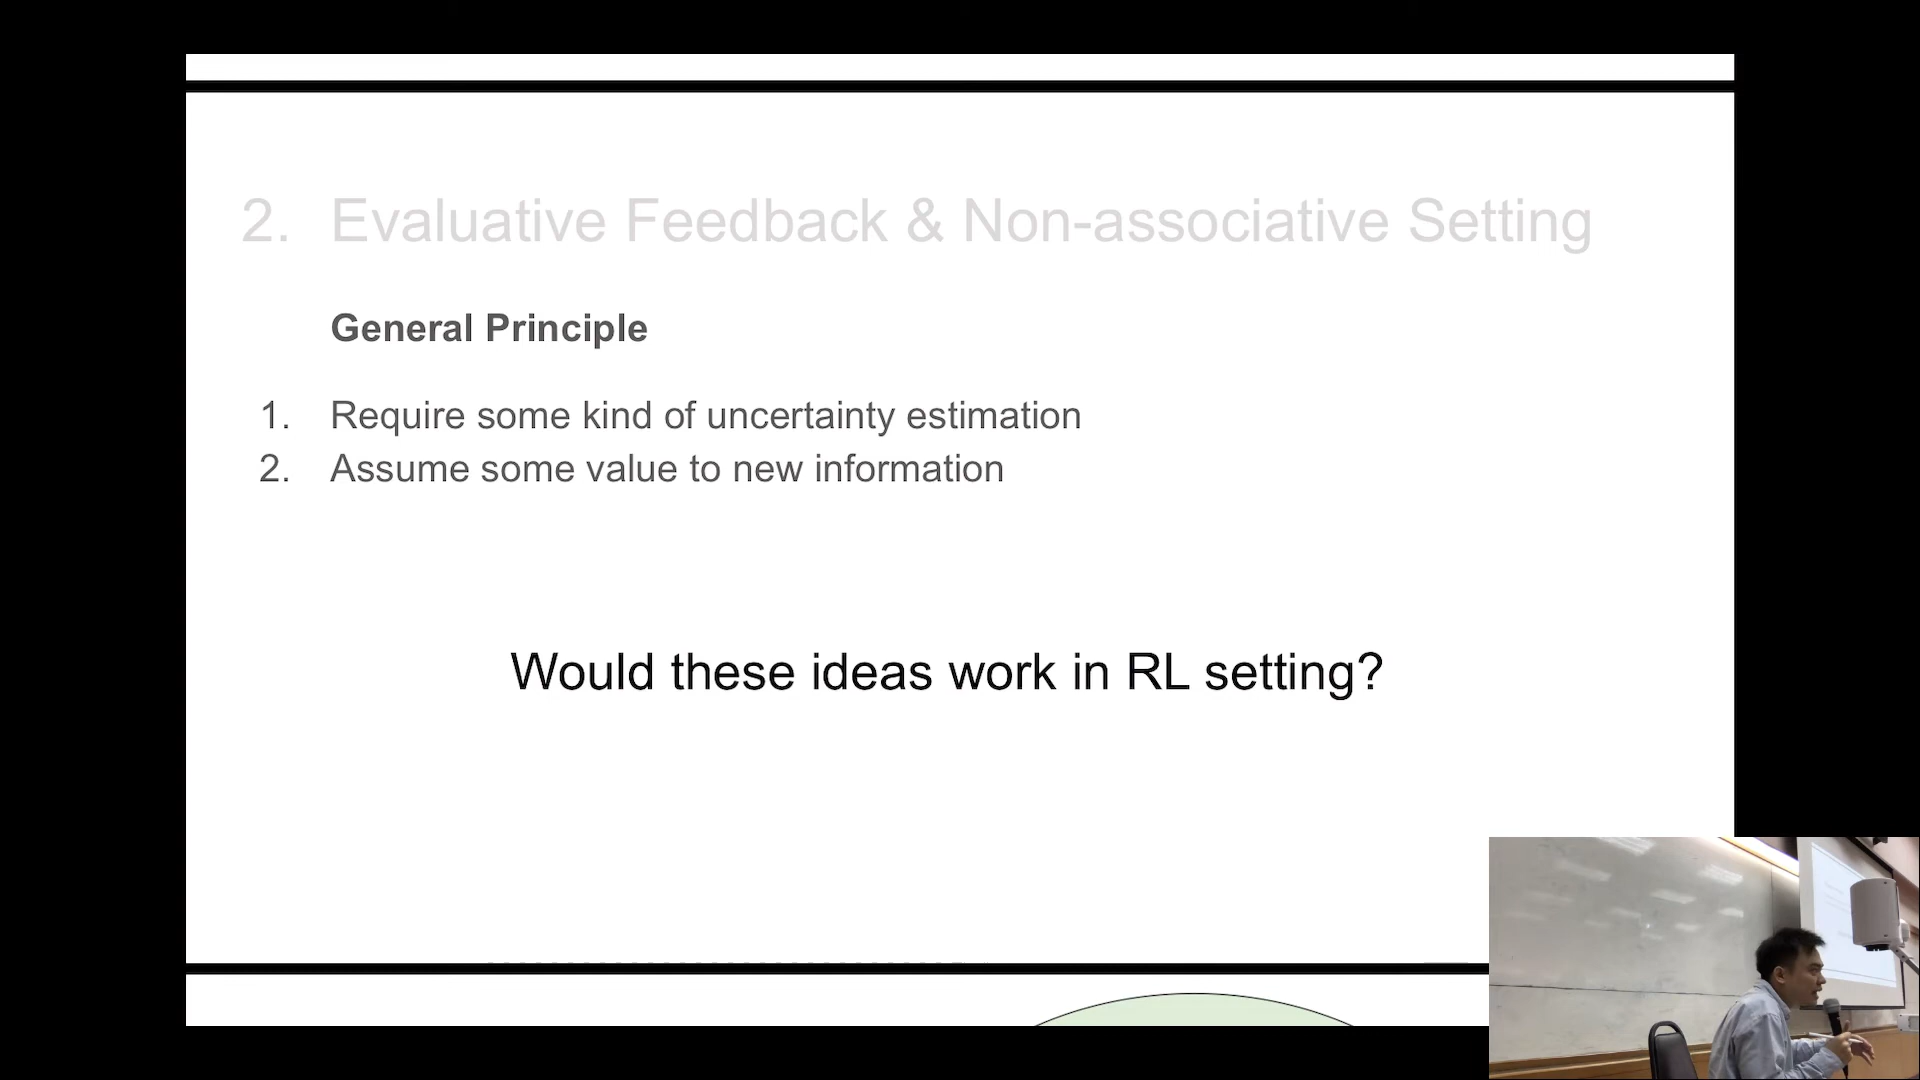 2. Evaluative Feedback & Non-associative Setting
General Principle
1. Require some kind of uncertainty estimation
2. Assume some value to new information
Would these ideas work in RL setting?